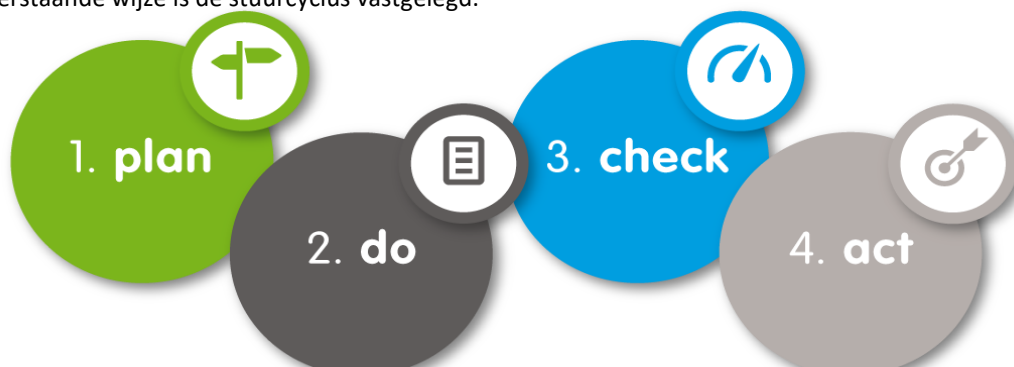 erstaande wijze is de stuurcyclus vastgelegd.
1. plan
2. do
3. check
4. act